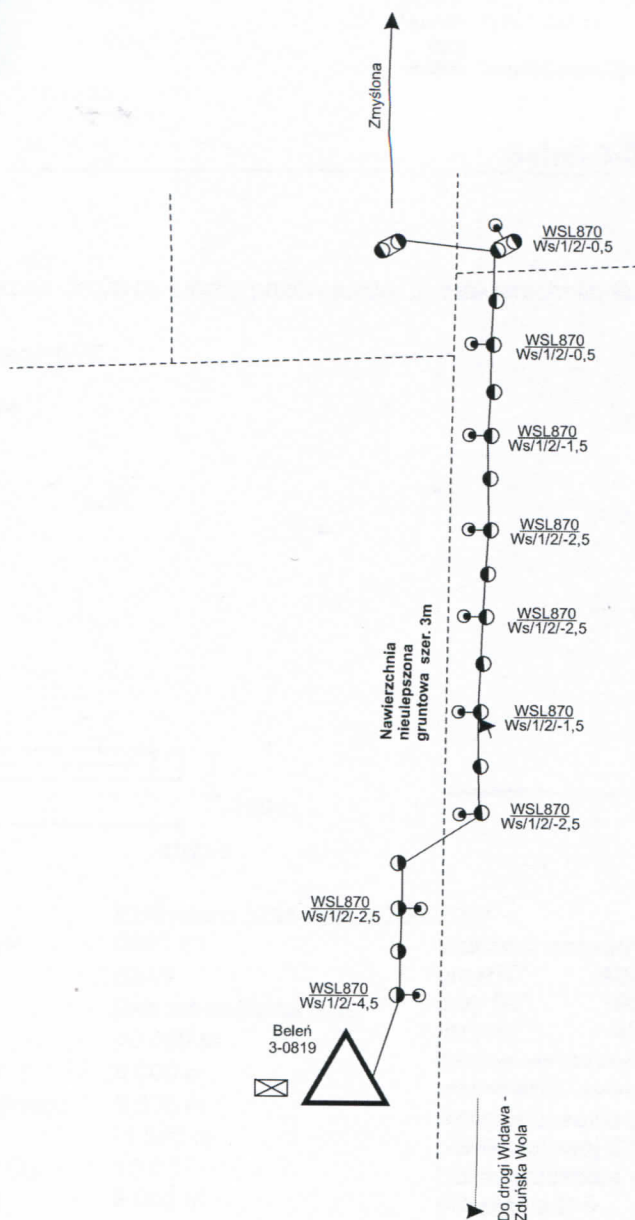 Zmyślona
WSL870
Ws/1/2/-0,5
WSL870
Ws/1/2/-0,5
WSL870
Ws/1/2/-1,5
WSL870
Ws/1/2/-2,5
WSL870
Ws/1/2/-2,5
Nawierzchnia
nieulepszona
gruntowa szer. 3m
WSL870
Ws/1/2/-1,5
WSL870
Ws/1/2/-2,5
WSL870
Ws/1/2/-2,5
WSL870
Ws/1/2/-4,5
Beleń
3-0819
Do drogi Widawa -
Zduńska Wola